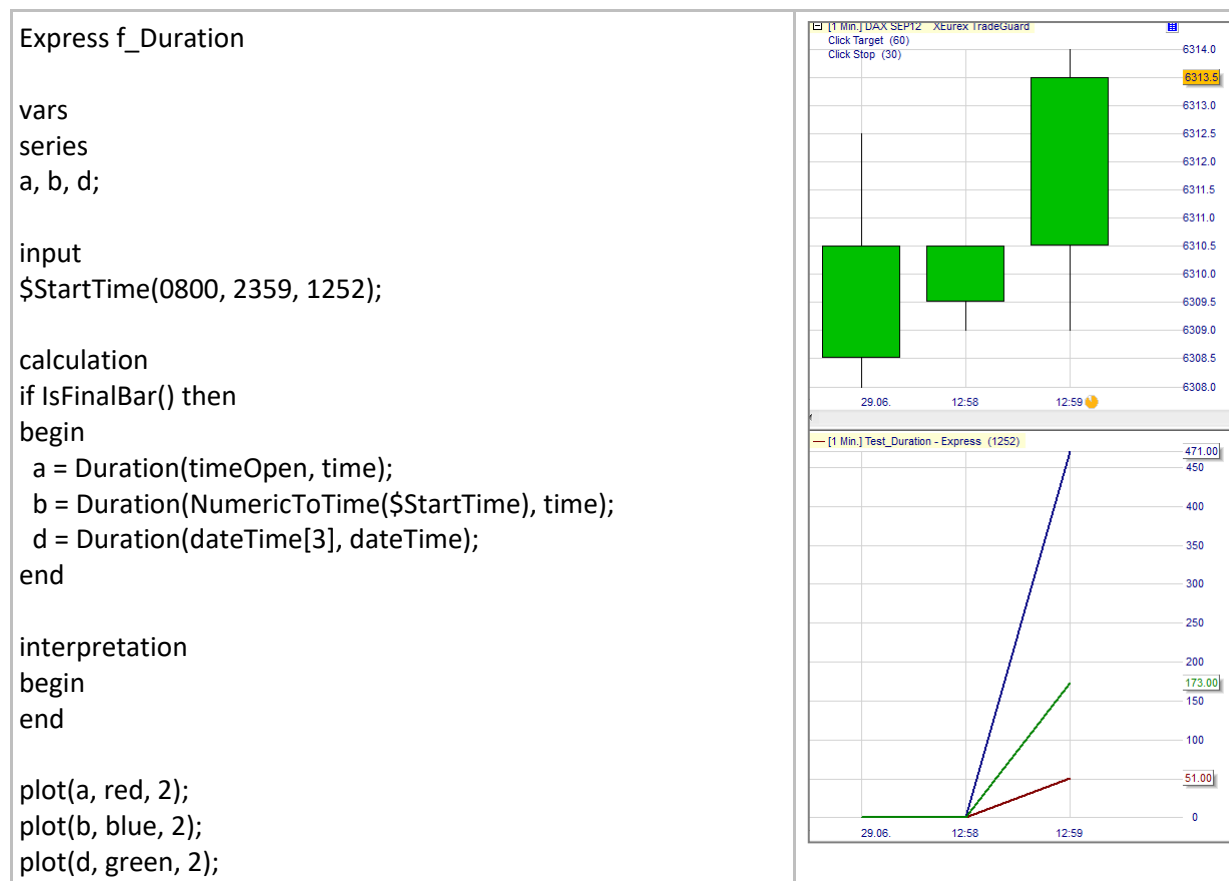 Express f_Duration
vars
series
a, b, d;
input
$StartTime(0800, 2359, 1252);
calculation
if IsFinalBar() then
begin
a = Duration(timeOpen, time);
b = Duration(NumericToTime($StartTime), time);
d = Duration(dateTime[3], dateTime);
end
interpretation
begin
end
plot(a, red, 2);
plot(b, blue, 2);
plot(d, green, 2);
[1 Min.] DAX SEP12 XEurex TradeGuard
Click Target (60)
Click Stop (30)
6314.0
6313.5
6313.0
6312.5
6312.0
6311.5
6311.0
6310.5
6310.0
6309.5
6309.0
6308.5
6308.0
29.06. 12:58 12:59
[1 Min.] Test_Duration - Express (1252)
471.00
450
400
350
300
250
200
173.00
150
100
51.00
0
29.06. 12:58 12:59